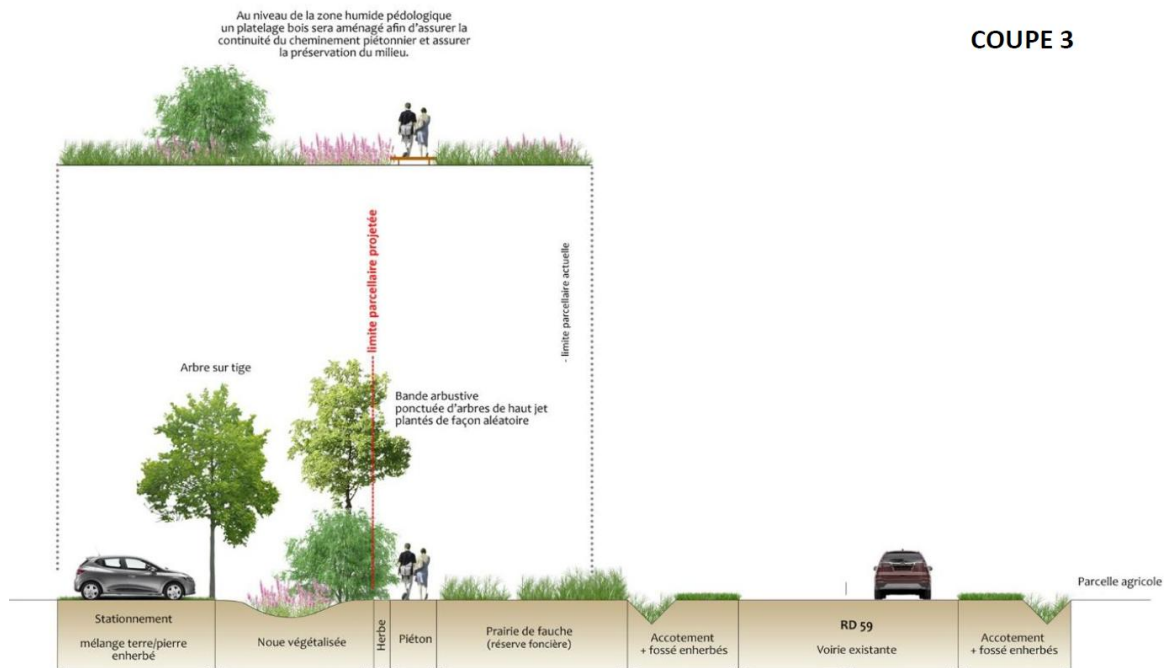 Au niveau de la zone humide pédologique
un platelage bois sera aménagé afin d'assurer la
continuité du cheminement piétonnier et assurer
la préservation du milieu.
COUPE 3
limite parcellaire projetée
- limite parcellaire actuelle
Arbre sur tige
Bande arbustive
ponctuée d'arbres de haut jet
plantés de façon aléatoire
Parcelle agricole
Stationnement
mélange terre/pierre
enherbé
Noue végétalisée
Herbe
Piéton
Prairie de fauche
(réserve foncière)
Accotement
+ fossé enherbés
RD 59
Voirie existante
Accotement
+ fossé enherbés